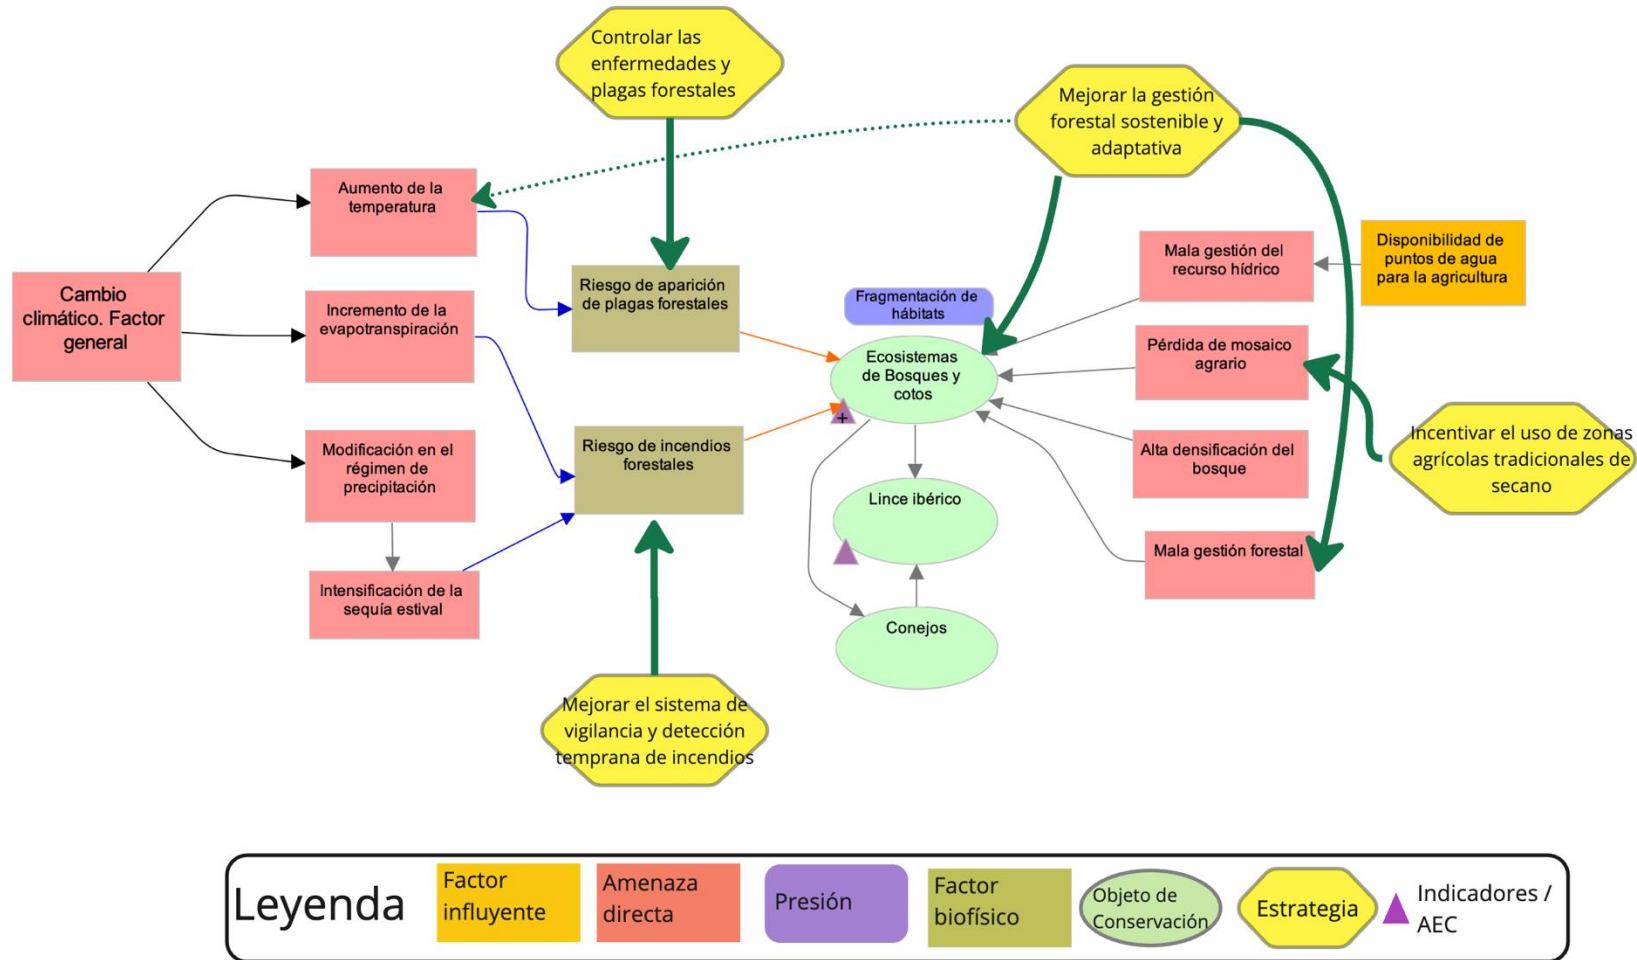 Controlar las
enfermedades y
plagas forestales
Mejorar la gestión
forestal sostenible y
adaptativa
Aumento de la
temperatura
Mala gestión del
recurso hídrico
Disponibilidad de
puntos de agua
para la agricultura
Cambio
climático. Factor
general
Riesgo de aparición
de plagas forestales
Fragmentación de
hábitats
Incremento de la
evapotranspiración
Ecosistemas
de Bosques y
cotos
+
Pérdida de mosaico
agrario
Modificación en el
régimen de
precipitación
Riesgo de incendios
forestales
Alta densificación del
bosque
Incentivar el uso de zonas
agrícolas tradicionales de
secano
Lince ibérico
Mala gestión forestal
Intensificación de la
sequía estival
Conejos
Mejorar el sistema de
vigilancia y detección
temprana de incendios
Leyenda
Factor
influyente
Amenaza
directa
Presión
Factor
biofísico
Objeto de
Conservación
Estrategia
Indicadores /
AEC